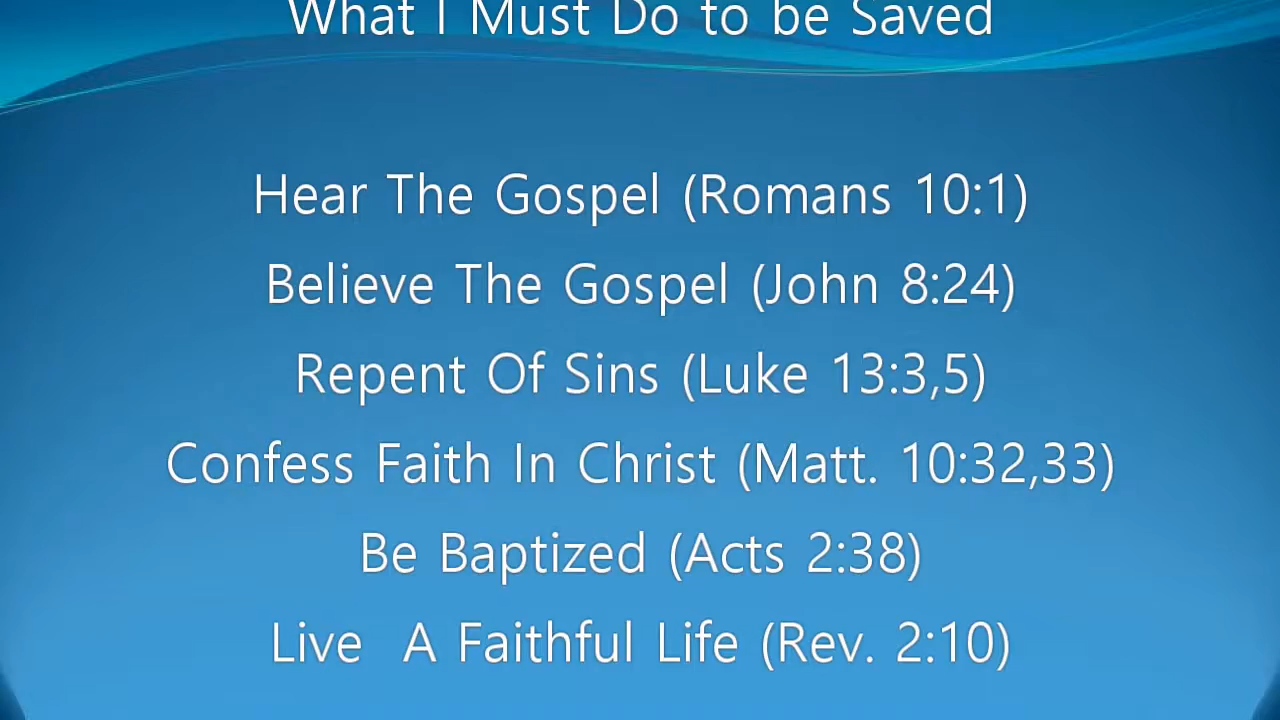 What I Must Do to be Saved
Hear The Gospel (Romans 10:1)
Believe The Gospel (John 8:24)
Repent Of Sins (Luke 13:3,5)
Confess Faith In Christ (Matt. 10:32,33)
Be Baptized (Acts 2:38)
Live  A Faithful Life (Rev. 2:10)